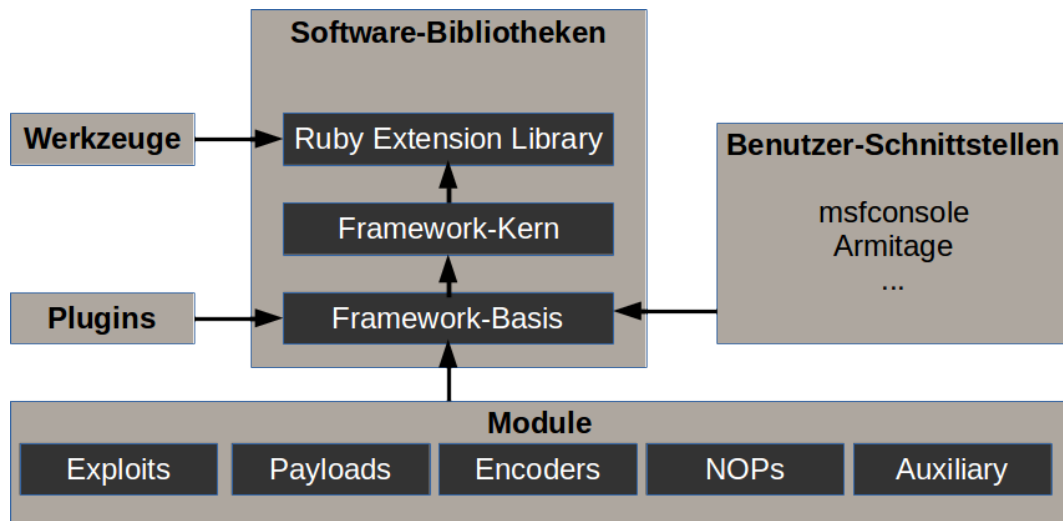 Software-Bibliotheken
Werkzeuge
Ruby Extension Library
Framework-Kern
Plugins
Framework-Basis
Benutzer-Schnittstellen
msfconsole
Armitage
...
Module
Exploits
Payloads
Encoders
NOPs
Auxiliary